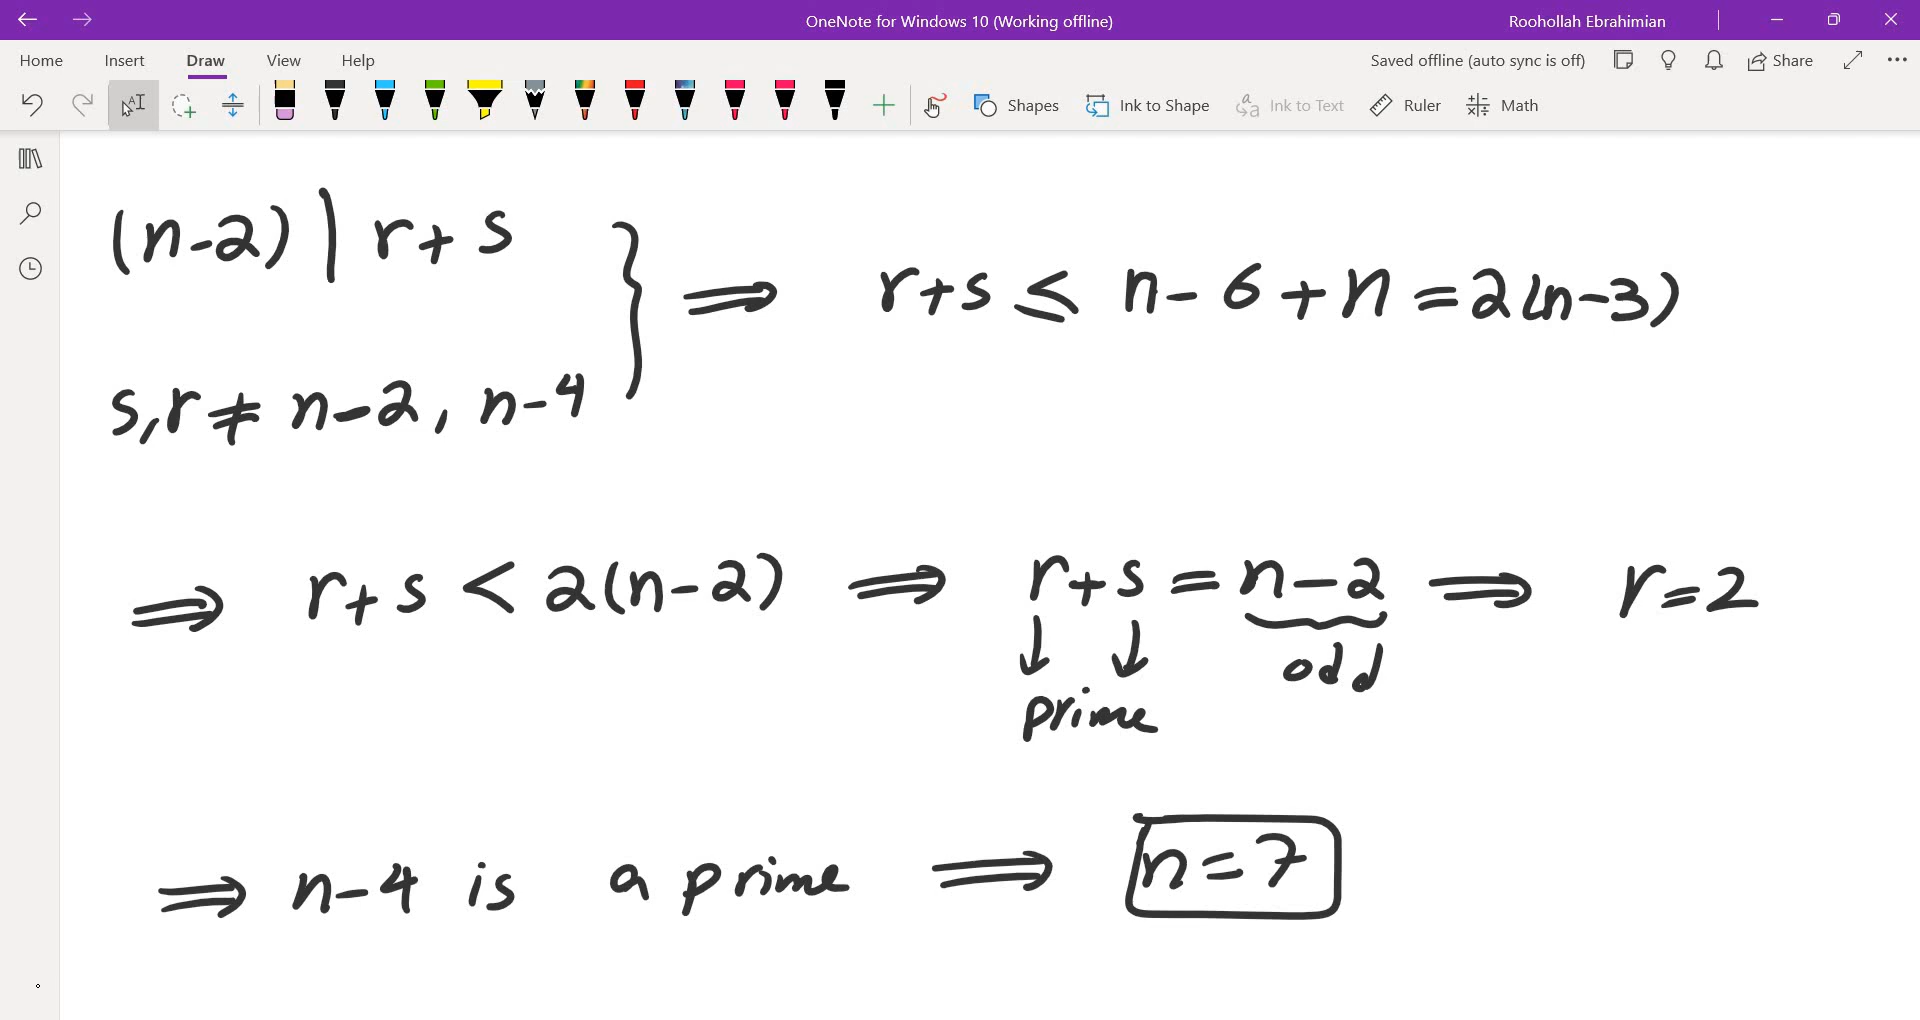 OneNote for Windows 10 (Working offline)
Roohollah Ebrahimian
Home Insert Draw View Help
Saved offline (auto sync is off) Share
Shapes Ink to Shape Ink to Text Ruler Math
(n-2) | r+s
s,r ≠ n-2, n-4
} ⟹ r+s ≤ n-6+n = 2(n-3)
⟹ r+s < 2(n-2) ⟹ r+s = n-2 ⟹ r=2
↓ ↓ odd
prime
⟹ n-4 is a prime ⟹ n=7